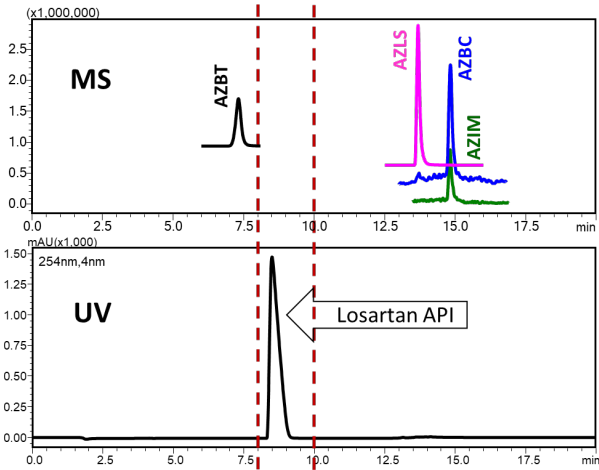 (x1,000,000)
MS
2.5
2.0
1.5
1.0
0.5
0.0
AZBT
AZLS
AZBC
AZIM
0.0 2.5 5.0 7.5 10.0 12.5 15.0 17.5 min
mAU(x1,000)
254nm,4nm
UV
1.50
1.25
1.00
0.75
0.50
0.25
0.00
Losartan API
0.0 2.5 5.0 7.5 10.0 12.5 15.0 17.5 min